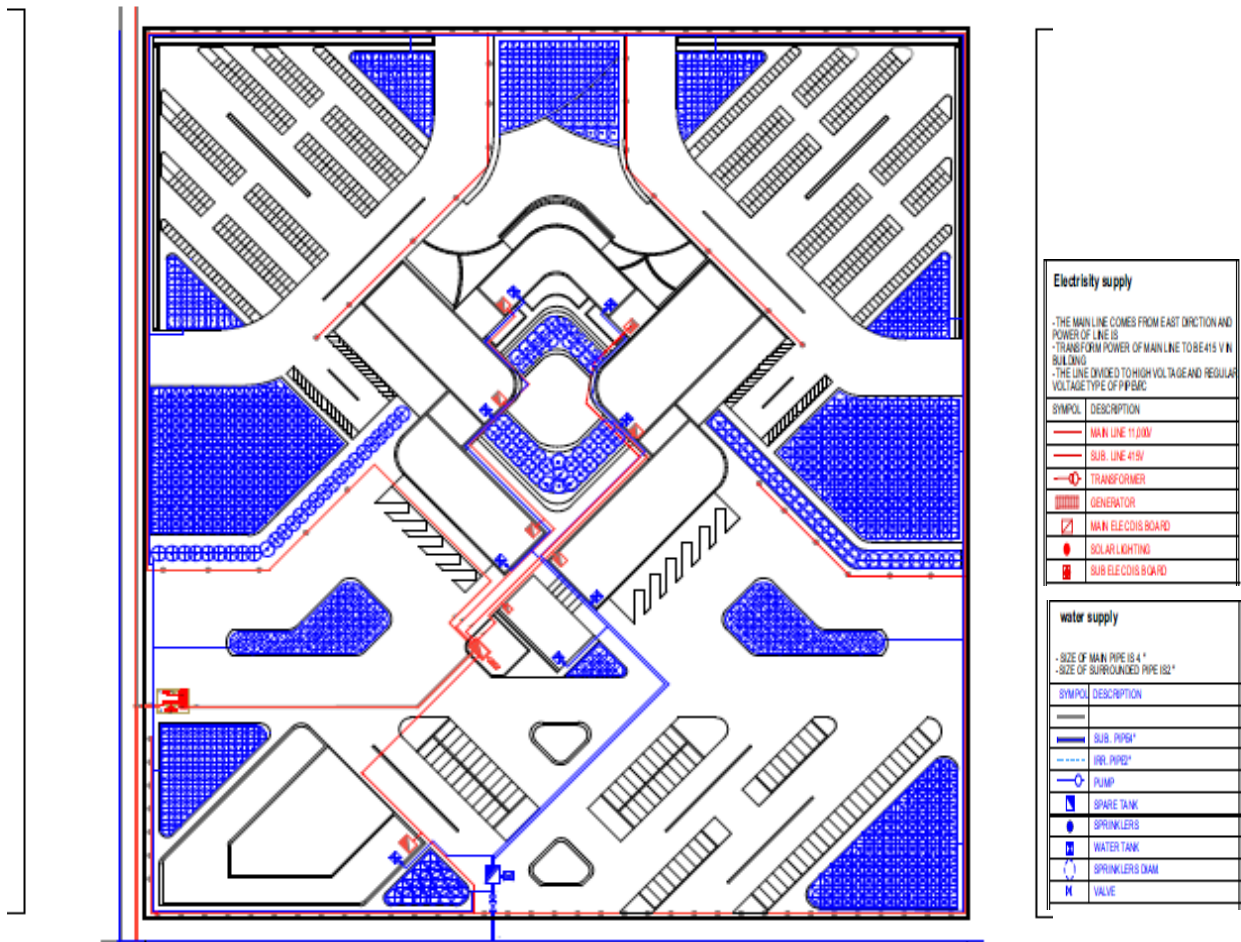 Electrisity supply
-THE MAIN LINE COMES FROM EAST DIRCTION AND
POWER OF LINE IS
-TRANSFORM POWER OF MAIN LINE TO BE 415 V IN
BUILDING
-THE LINE DIVIDED TO HIGH VOLTAGE AND REGULAR
VOLTAGE TYPE OF
SYMPOL DESCRIPTION
MAIN LINE 11,000V
SUB. LINE 415V
TRANSFORMER
GENERATOR
MAIN ELEC DIS. BOARD
SOLAR LIGHTING
SUB ELEC DIS. BOARD
water supply
- SIZE OF MAIN PIPE IS 4 "
-SIZE OF SURROUNDED PIPE IS2 "
SYMPOL DESCRIPTION
SUB. PIPE4"
IRR. PIPE2"
PUMP
SPARE TANK
SPRINKLERS
WATER TANK
SPRINKLERS DIAM.
VALVE